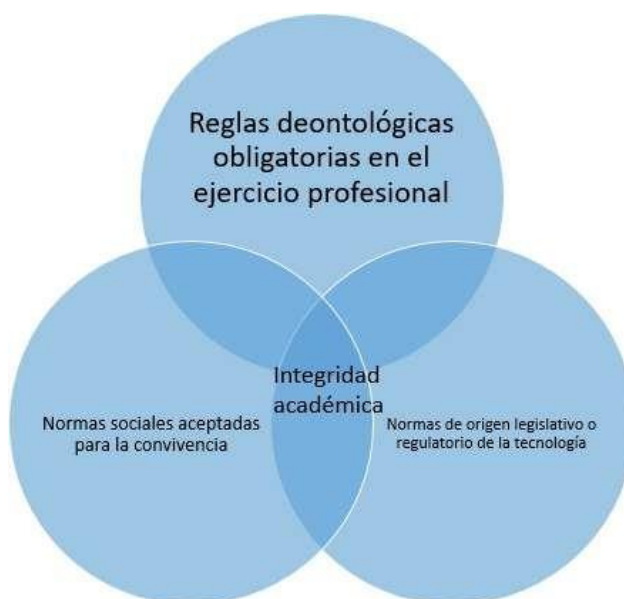 Reglas deontológicas
obligatorias en el
ejercicio profesional
Integridad
académica
Normas sociales aceptadas
para la convivencia
Normas de origen legislativo o
regulatorio de la tecnología